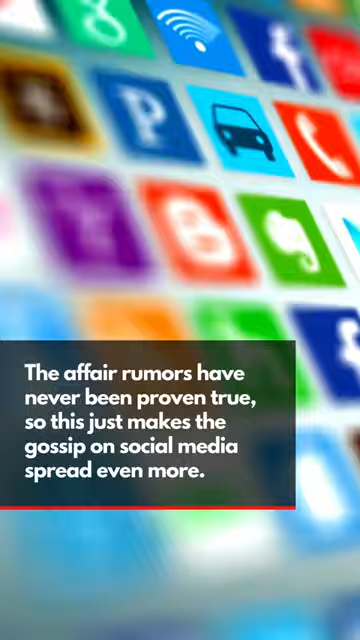 The affair rumors have
never been proven true,
so this just makes the
gossip on social media
spread even more.